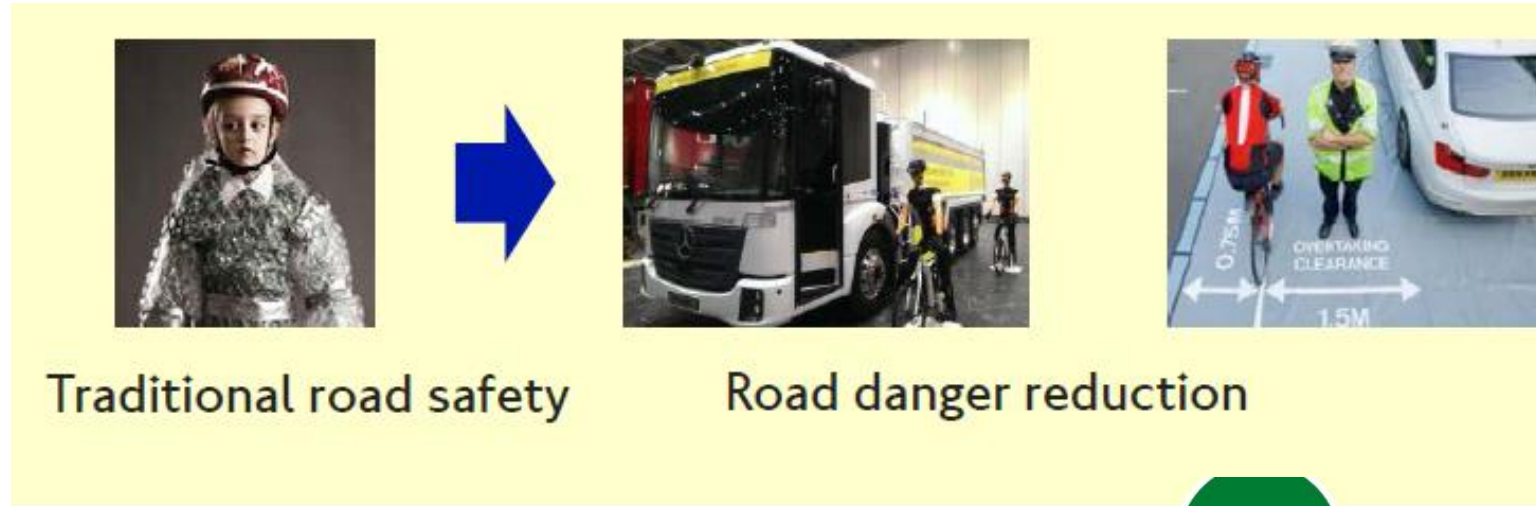 0.75M
OVERTAKING
CLEARANCE
1.5M
Traditional road safety
Road danger reduction